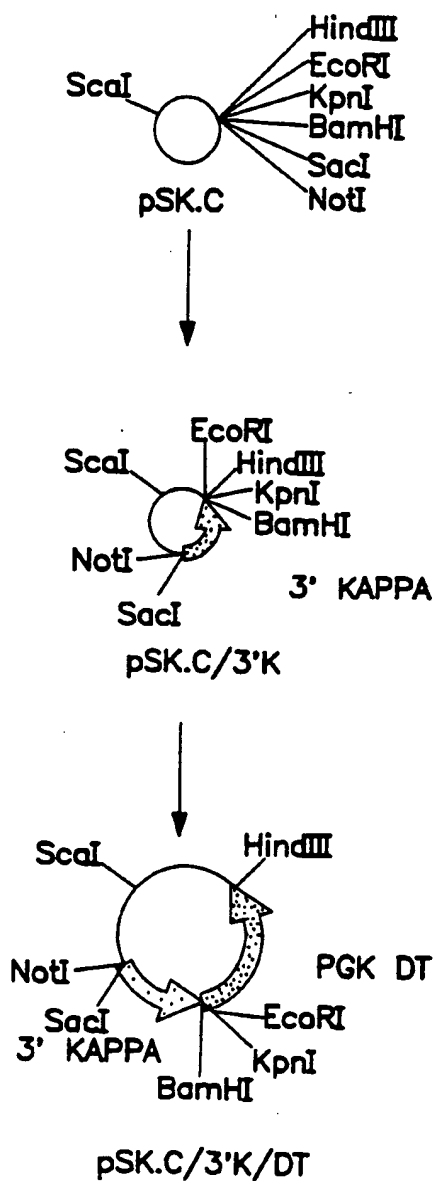 HindIII
EcoRI
ScaI
KpnI
BamHI
SacI
NotI
pSK.C
EcoRI
ScaI
HindIII
KpnI
BamHI
NotI
3' KAPPA
SacI
pSK.C/3'K
ScaI
HindIII
NotI
PGK DT
SacI
EcoRI
3' KAPPA
KpnI
BamHI
pSK.C/3'K/DT